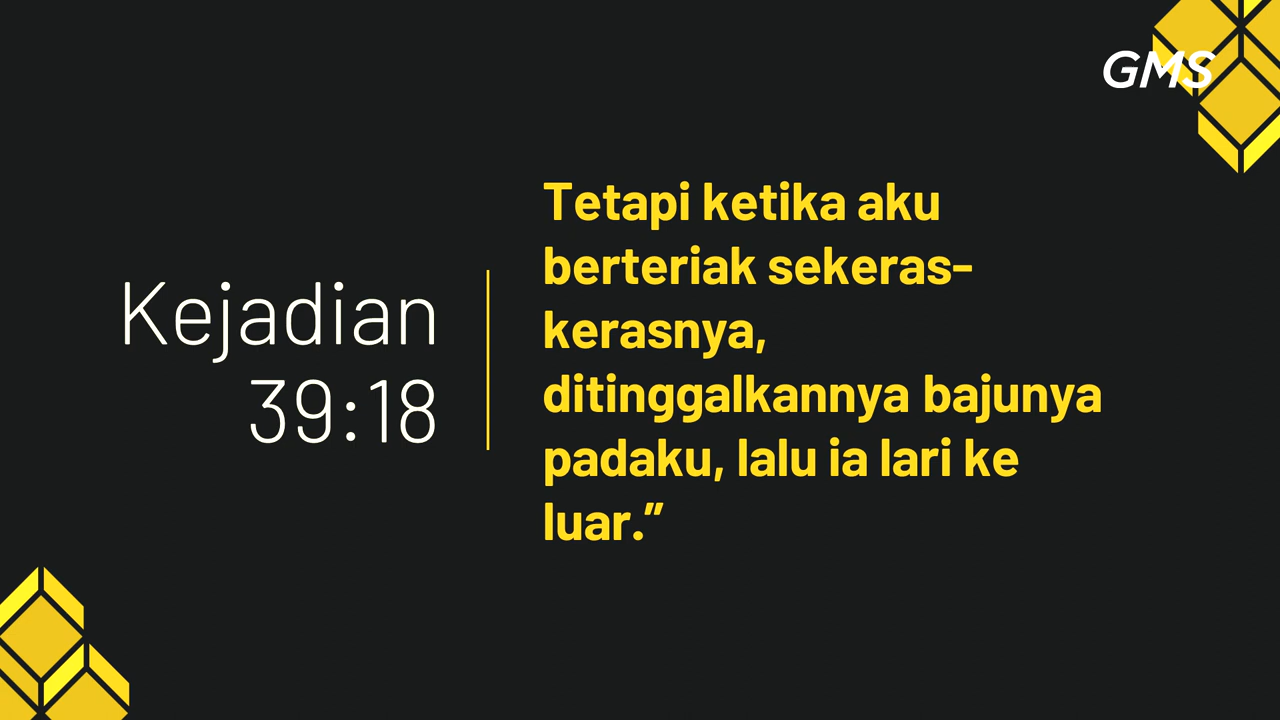 GMS
Kejadian
39:18
Tetapi ketika aku
berteriak sekeras-
kerasnya,
ditinggalkannya bajunya
padaku, lalu ia lari ke
luar.”